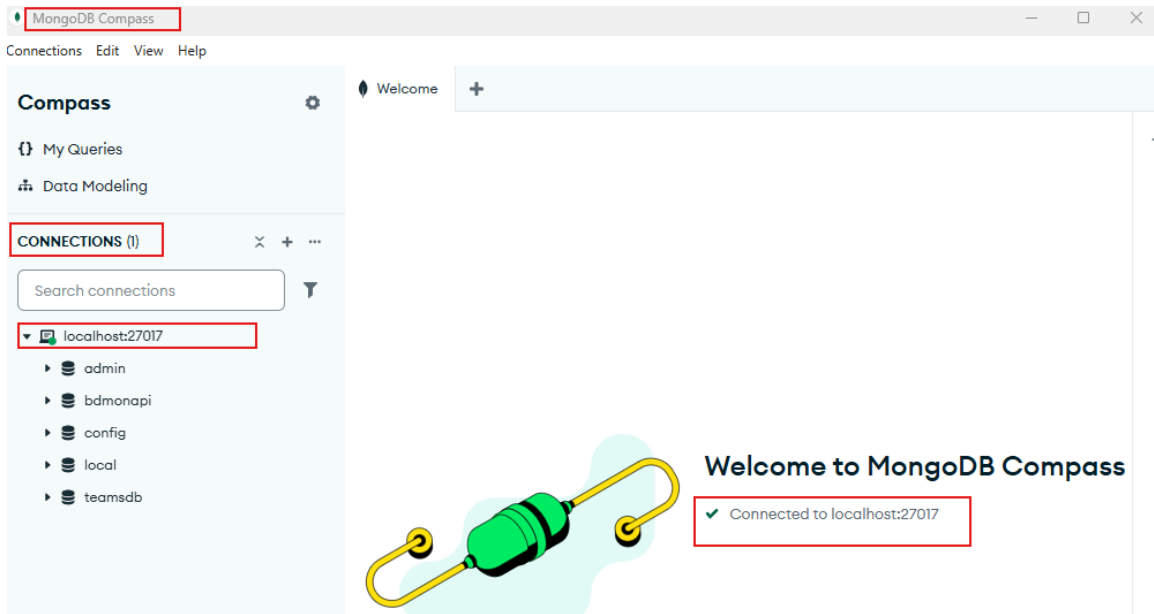 MongoDB Compass
Connections Edit View Help
Compass
{} My Queries
Data Modeling
CONNECTIONS (1)
Search connections
localhost:27017
admin
bdmonapi
config
local
teamsdb
Welcome
Welcome to MongoDB Compass
Connected to localhost:27017